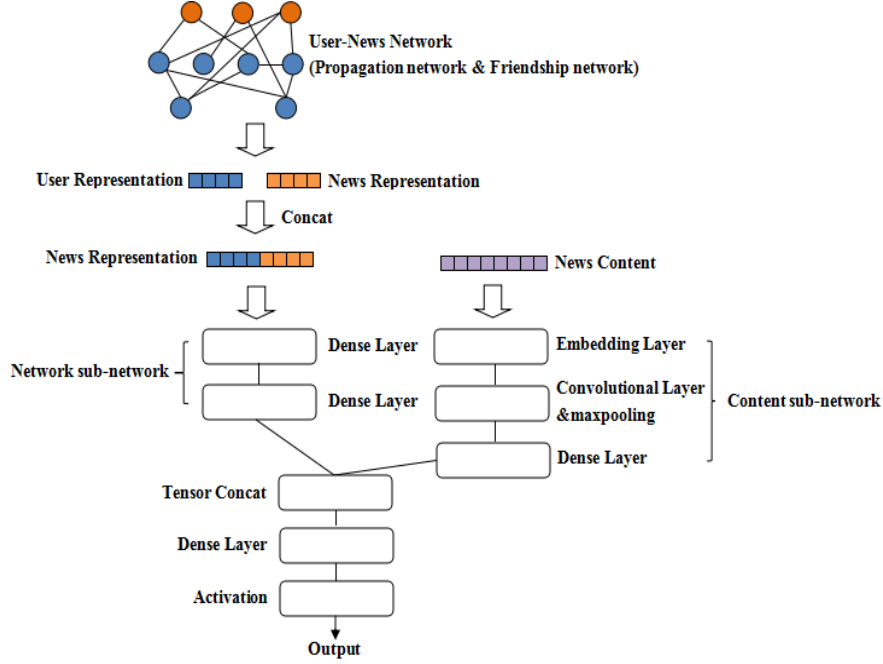 User-News Network
(Propagation network & Friendship network)
User Representation
News Representation
Concat
News Representation
News Content
Network sub-network
Dense Layer
Dense Layer
Embedding Layer
Convolutional Layer
&maxpooling
Dense Layer
Content sub-network
Tensor Concat
Dense Layer
Activation
Output